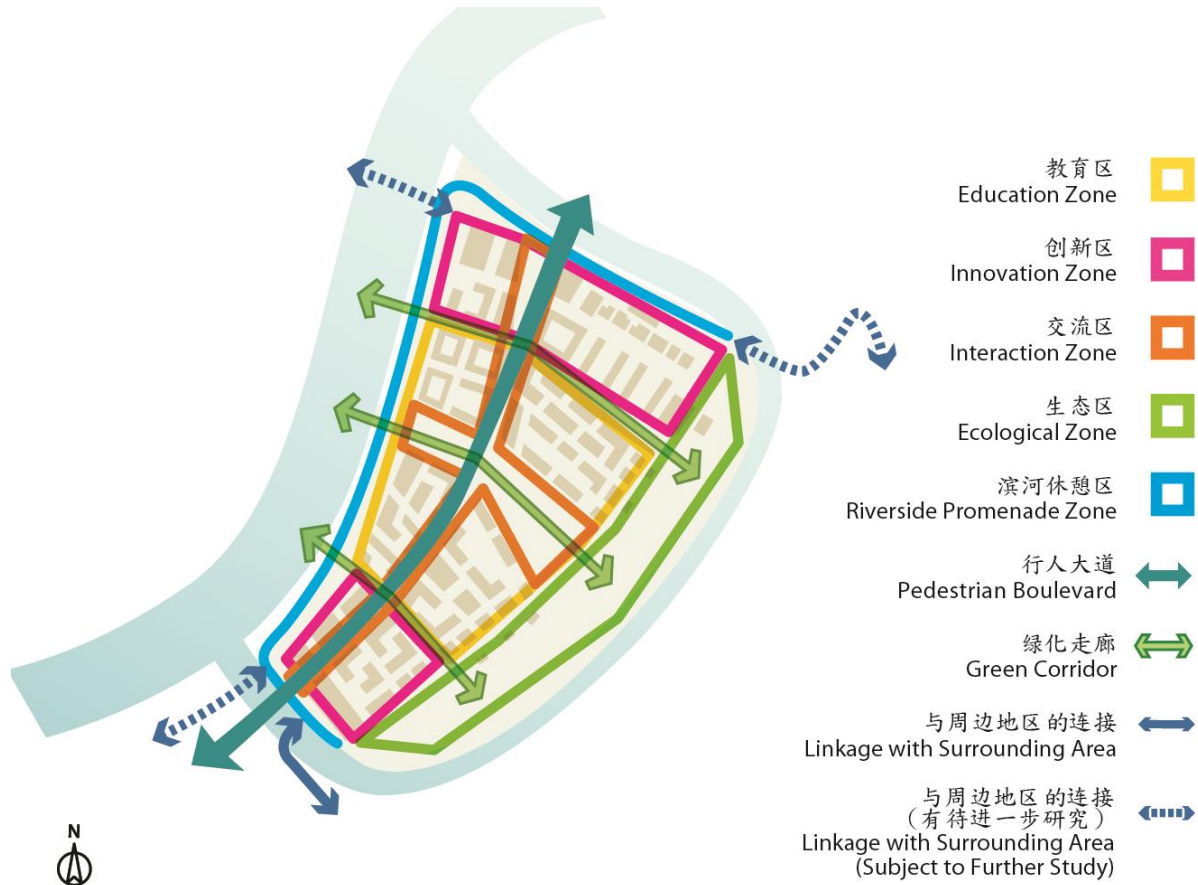 教育区
Education Zone
创新区
Innovation Zone
交流区
Interaction Zone
生态区
Ecological Zone
滨河休憩区
Riverside Promenade Zone
行人大道
Pedestrian Boulevard
绿化走廊
Green Corridor
与周边地区的连接
Linkage with Surrounding Area
与周边地区的连接
(有待进一步研究)
Linkage with Surrounding Area
(Subject to Further Study)
N